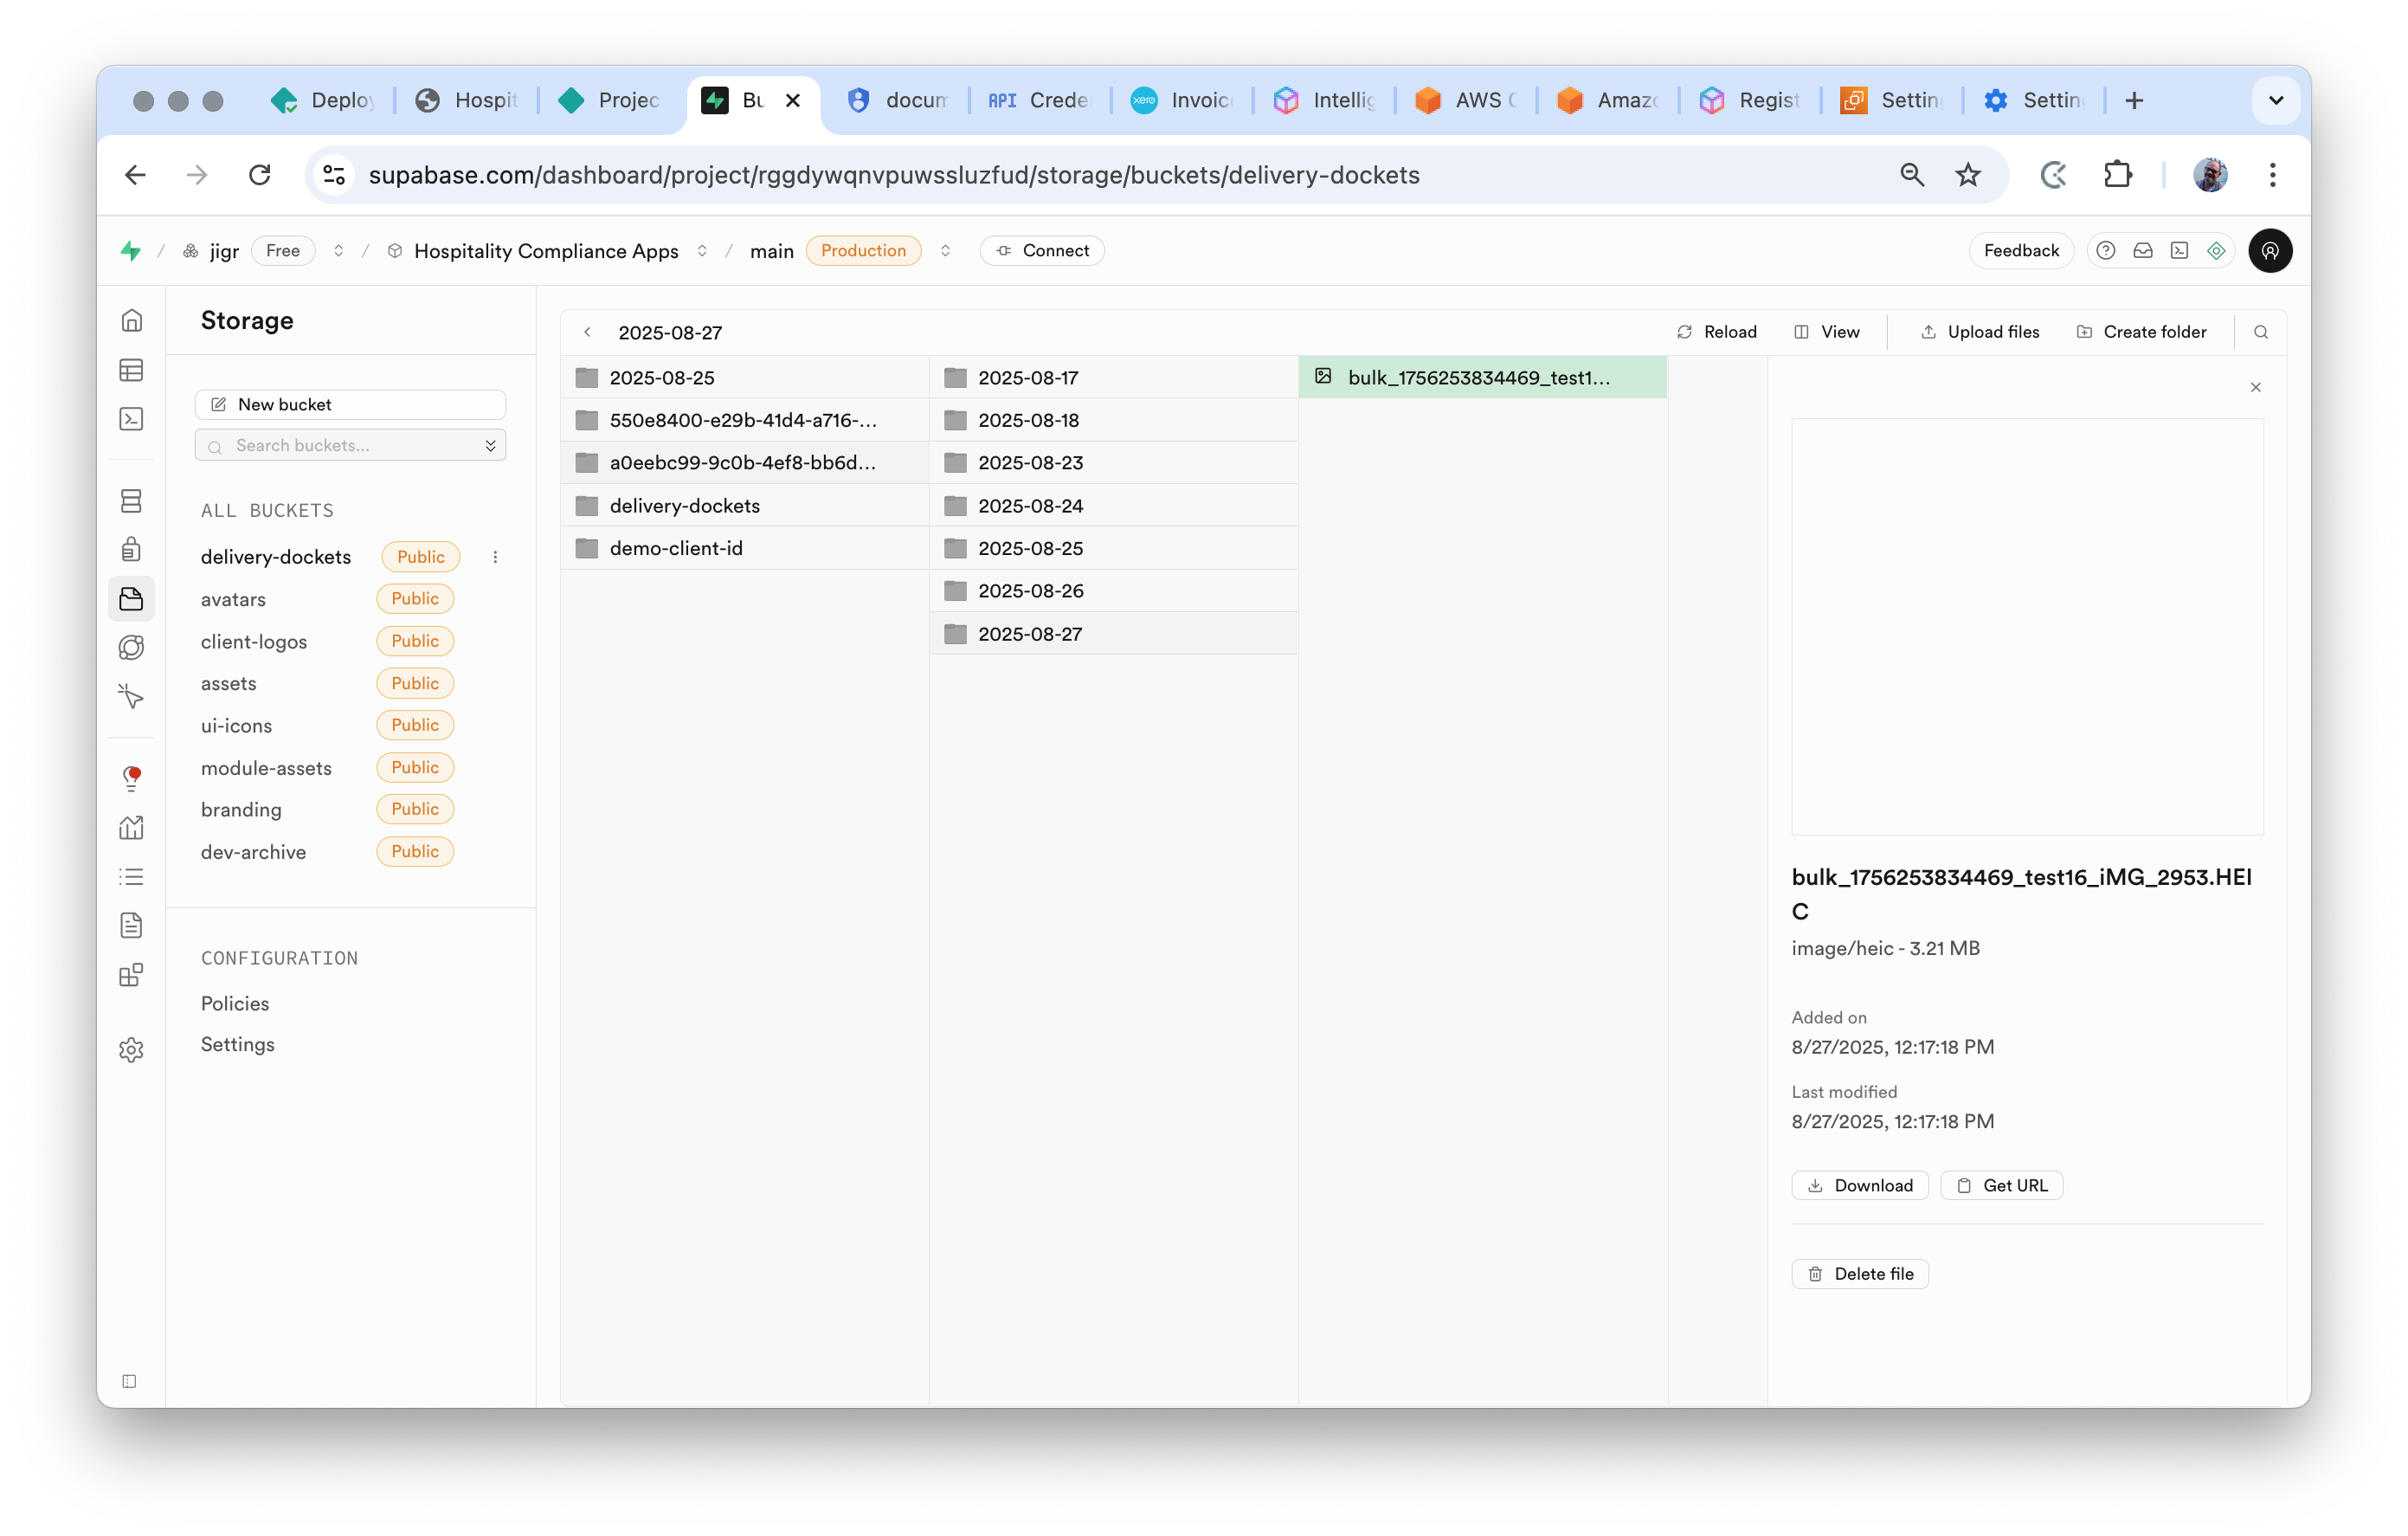 Deploy
Hospit
Projec
Bu
docum
API Crede
xero Invoic
Intellig
AWS C
Amazo
Regist
Settin
Settin
supabase.com/dashboard/project/rggdywqnvpuwssluzfud/storage/buckets/delivery-dockets
/ jigr Free / Hospitality Compliance Apps / main Production Connect
Feedback
Storage
New bucket
Search buckets...
ALL BUCKETS
delivery-dockets Public
avatars Public
client-logos Public
assets Public
ui-icons Public
module-assets Public
branding Public
dev-archive Public
CONFIGURATION
Policies
Settings
2025-08-27
Reload View Upload files Create folder
2025-08-25
550e8400-e29b-41d4-a716-...
a0eebc99-9c0b-4ef8-bb6d...
delivery-dockets
demo-client-id
2025-08-17
2025-08-18
2025-08-23
2025-08-24
2025-08-25
2025-08-26
2025-08-27
bulk_1756253834469_test1...
bulk_1756253834469_test16_iMG_2953.HEI
C
image/heic - 3.21 MB
Added on
8/27/2025, 12:17:18 PM
Last modified
8/27/2025, 12:17:18 PM
Download Get URL
Delete file